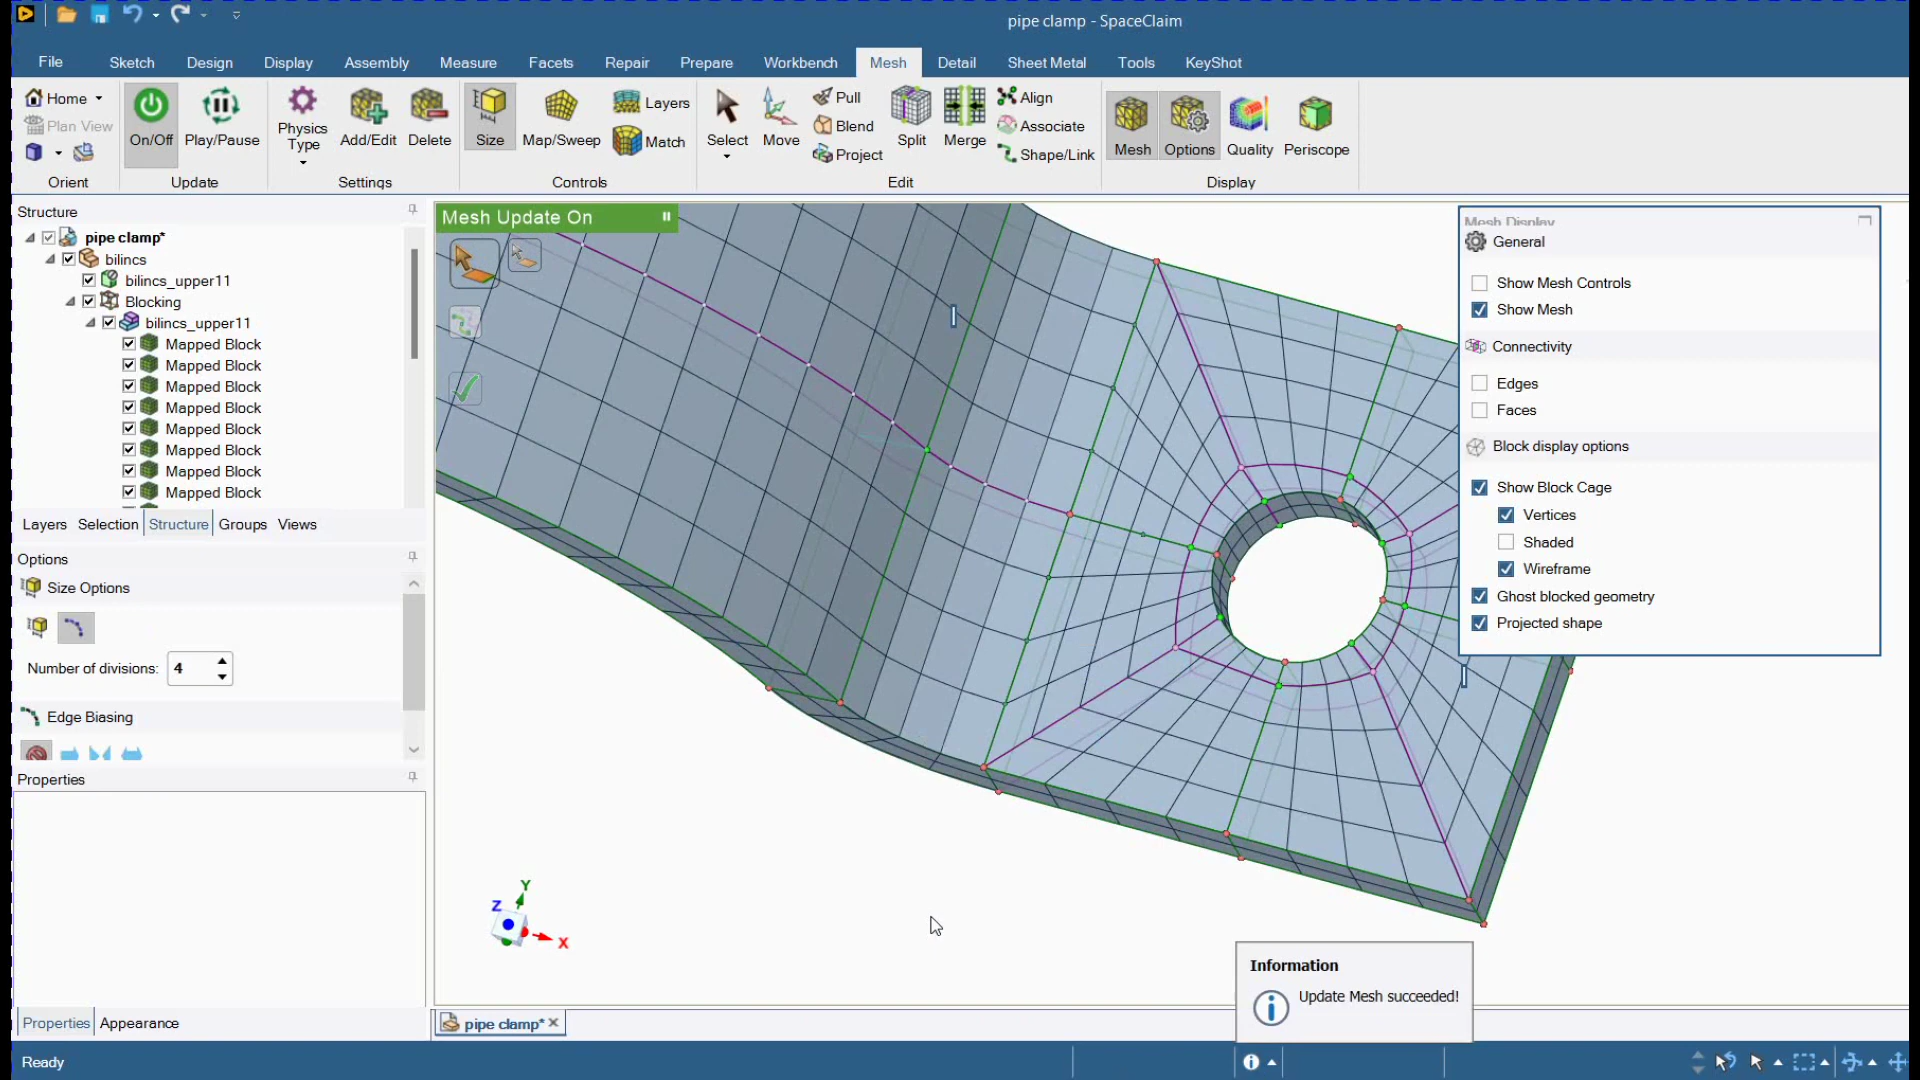 pipe clamp - SpaceClaim
File Sketch Design Display Assembly Measure Facets Repair Prepare Workbench Mesh Detail Sheet Metal Tools KeyShot
Home
Plan View
Orient
On/Off
Play/Pause
Update
Physics
Type
Add/Edit
Delete
Settings
Size
Map/Sweep
Layers
Match
Controls
Select
Move
Pull
Blend
Project
Split
Merge
Align
Associate
Shape/Link
Edit
Mesh
Options
Quality
Periscope
Display
Structure
pipe clamp*
bilincs
bilincs_upper11
Blocking
bilincs_upper11
Mapped Block
Mapped Block
Mapped Block
Mapped Block
Mapped Block
Mapped Block
Mapped Block
Mapped Block
Layers Selection Structure Groups Views
Options
Size Options
Number of divisions: 4
Edge Biasing
Properties
Properties Appearance
Mesh Update On
Mesh Display
General
Show Mesh Controls
Show Mesh
Connectivity
Edges
Faces
Block display options
Show Block Cage
Vertices
Shaded
Wireframe
Ghost blocked geometry
Projected shape
Y
Z
X
Information
Update Mesh succeeded!
pipe clamp*
Ready